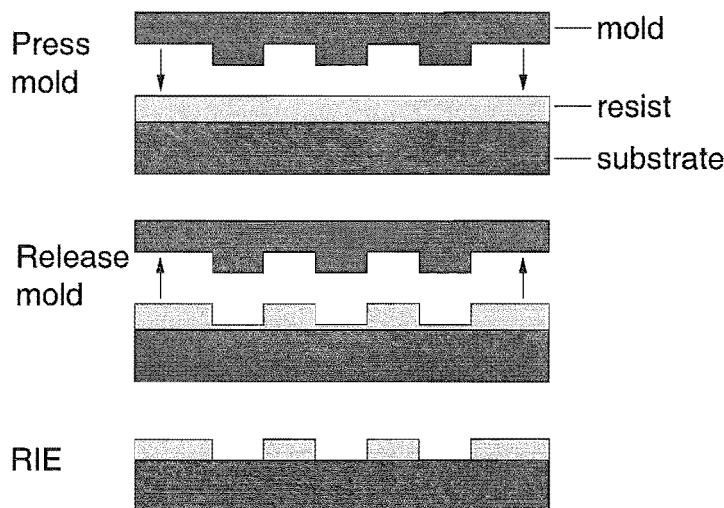 Press
mold
mold
resist
substrate
Release
mold
RIE